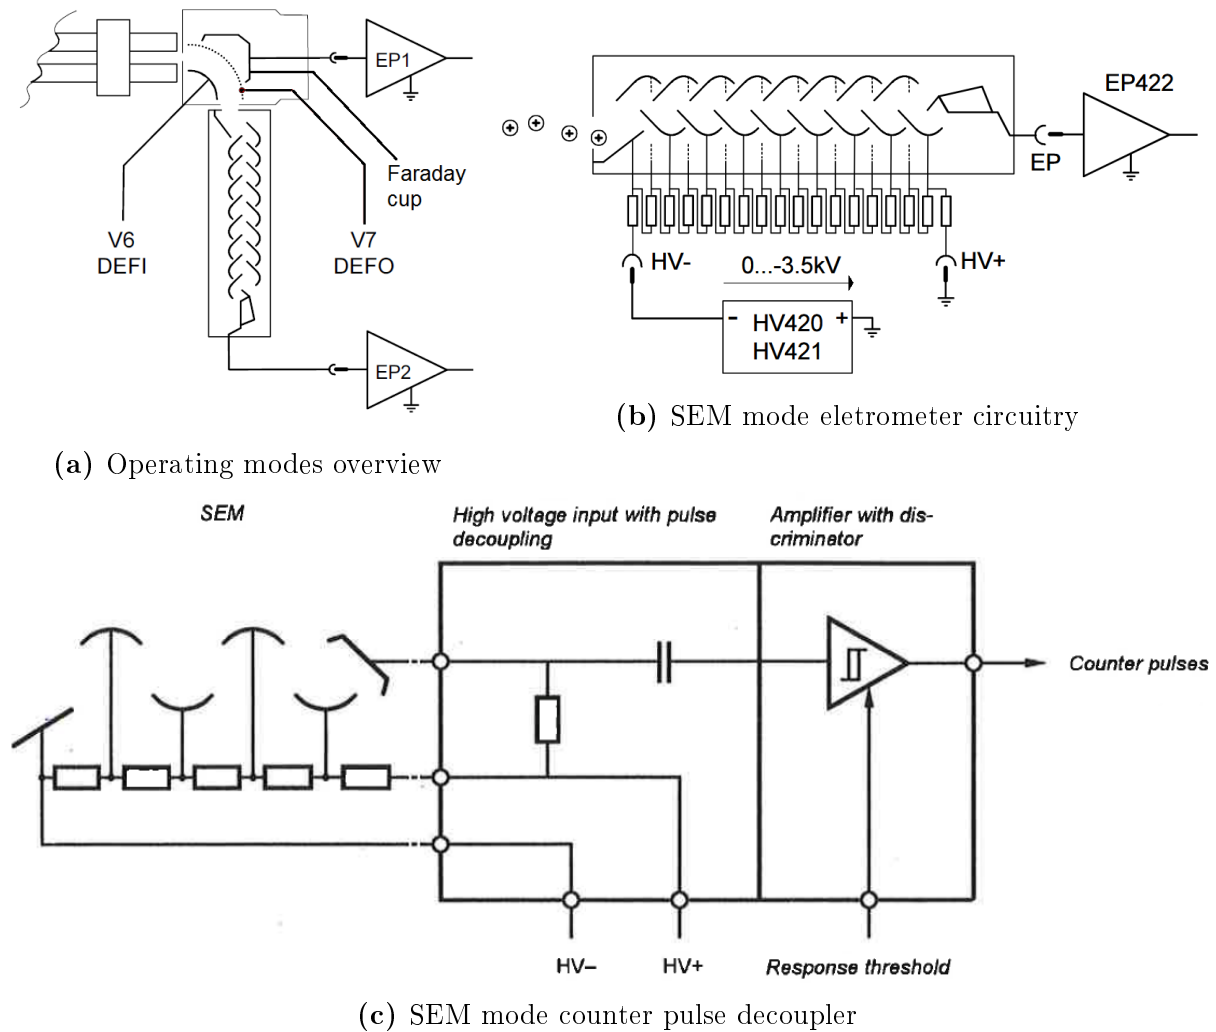 EP1
Faraday
cup
V6
DEFI
V7
DEFO
EP2
(a) Operating modes overview
EP422
EP
HV-
0...-3.5kV
HV+
- HV420 +
HV421
(b) SEM mode eletrometer circuitry
SEM
High voltage input with pulse
decoupling
Amplifier with dis-
criminator
Counter pulses
HV–
HV+
Response threshold
(c) SEM mode counter pulse decoupler